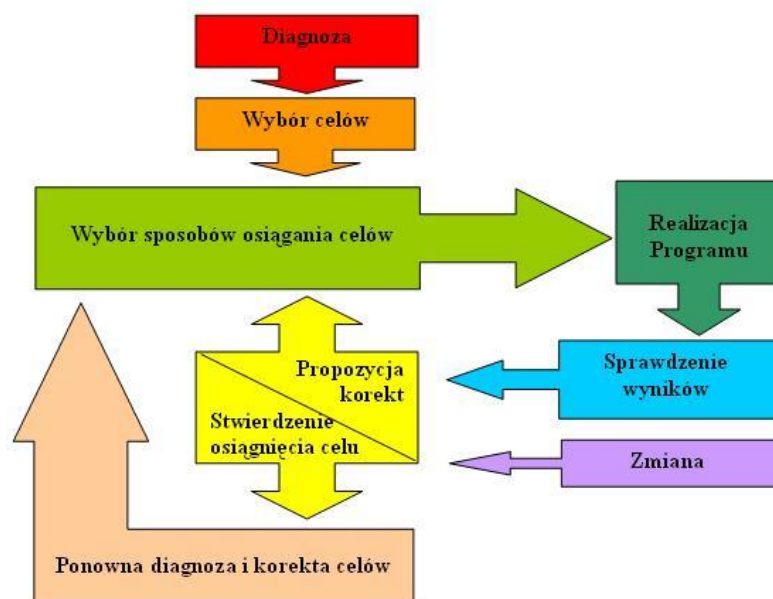 Diagnoza
Wybór celów
Wybór sposobów osiągania celów
Realizacja
Programu
Propozycja
korekt
Stwierdzenie
osiągnięcia celu
Sprawdzenie
wyników
Zmiana
Ponowna diagnoza i korekta celów